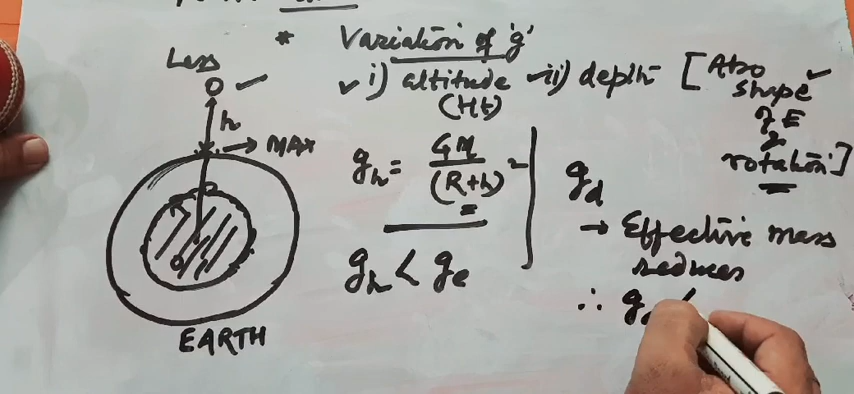 * Variation of 'g'
Less
i) altitude
(Ht)
ii) depth
[Also
shape
of E
&
rotation]
h
MAX
gh = GM
(R+h)²
gh < ge
gd
→ Effective mass
reduces
∴ gd <
EARTH